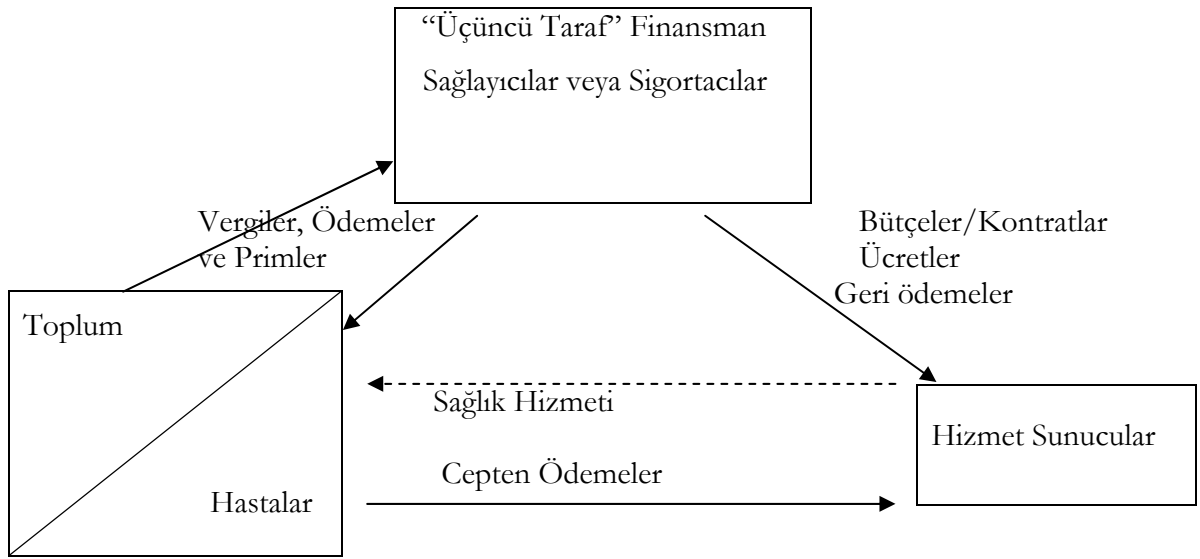 “Üçüncü Taraf” Finansman
Sağlayıcılar veya Sigortacılar
Vergiler, Ödemeler
ve Primler
Bütçeler/Kontratlar
Ücretler
Geri ödemeler
Toplum
Hastalar
Sağlık Hizmeti
Cepten Ödemeler
Hizmet Sunucular